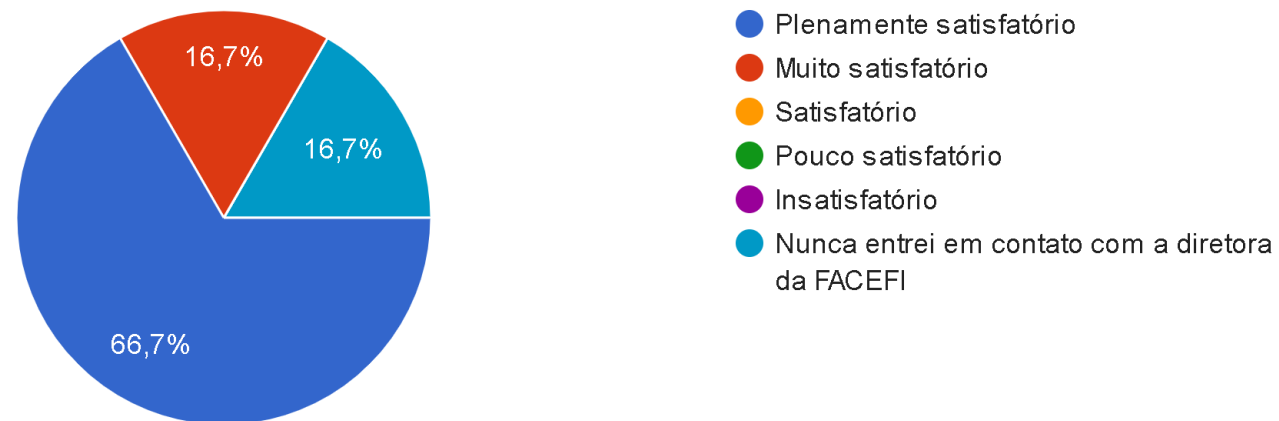 16,7%
16,7%
66,7%
Plenamente satisfatório
Muito satisfatório
Satisfatório
Pouco satisfatório
Insatisfatório
Nunca entrei em contato com a diretora
da FACEFI